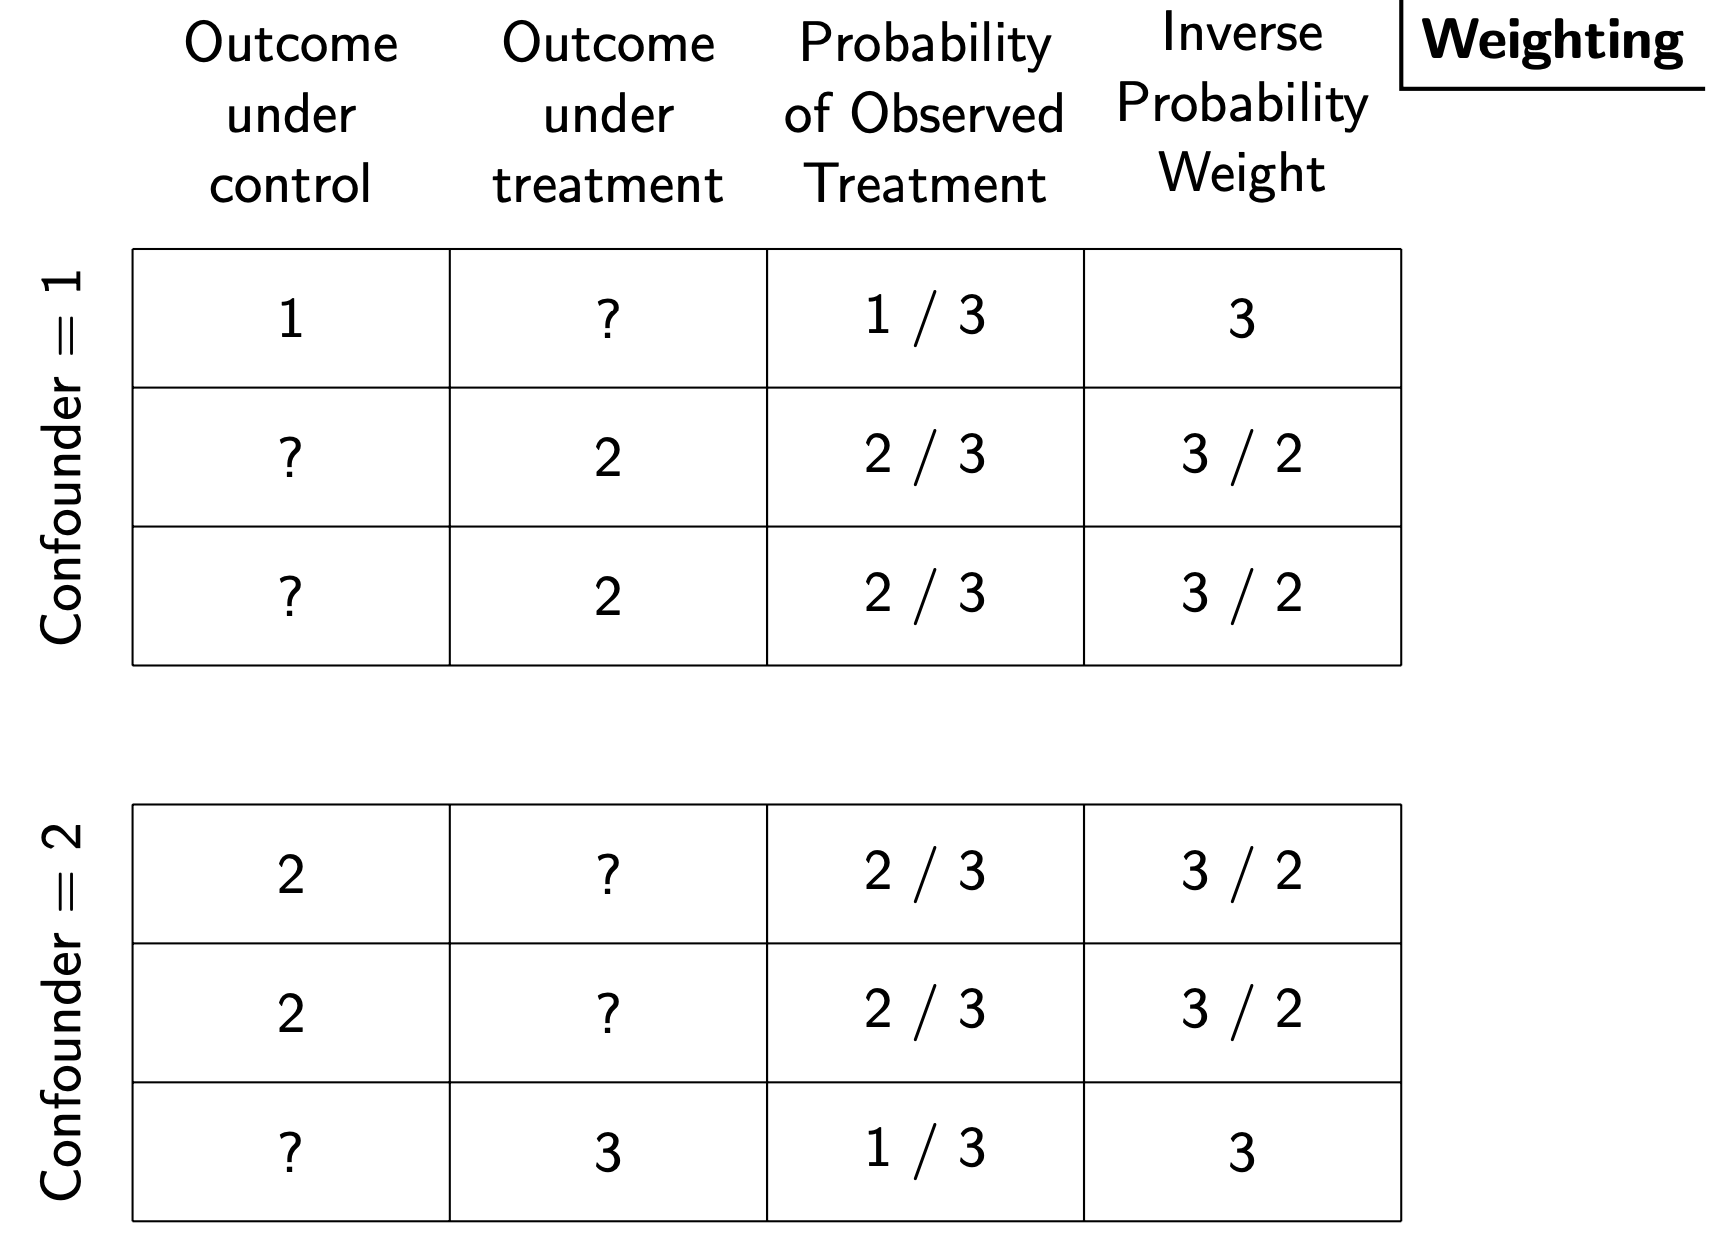 Outcome under control
Outcome under treatment
Probability of Observed Treatment
Inverse Probability Weight
Weighting
Confounder = 1
1 ? 1 / 3 3
? 2 2 / 3 3 / 2
? 2 2 / 3 3 / 2
Confounder = 2
2 ? 2 / 3 3 / 2
2 ? 2 / 3 3 / 2
? 3 1 / 3 3